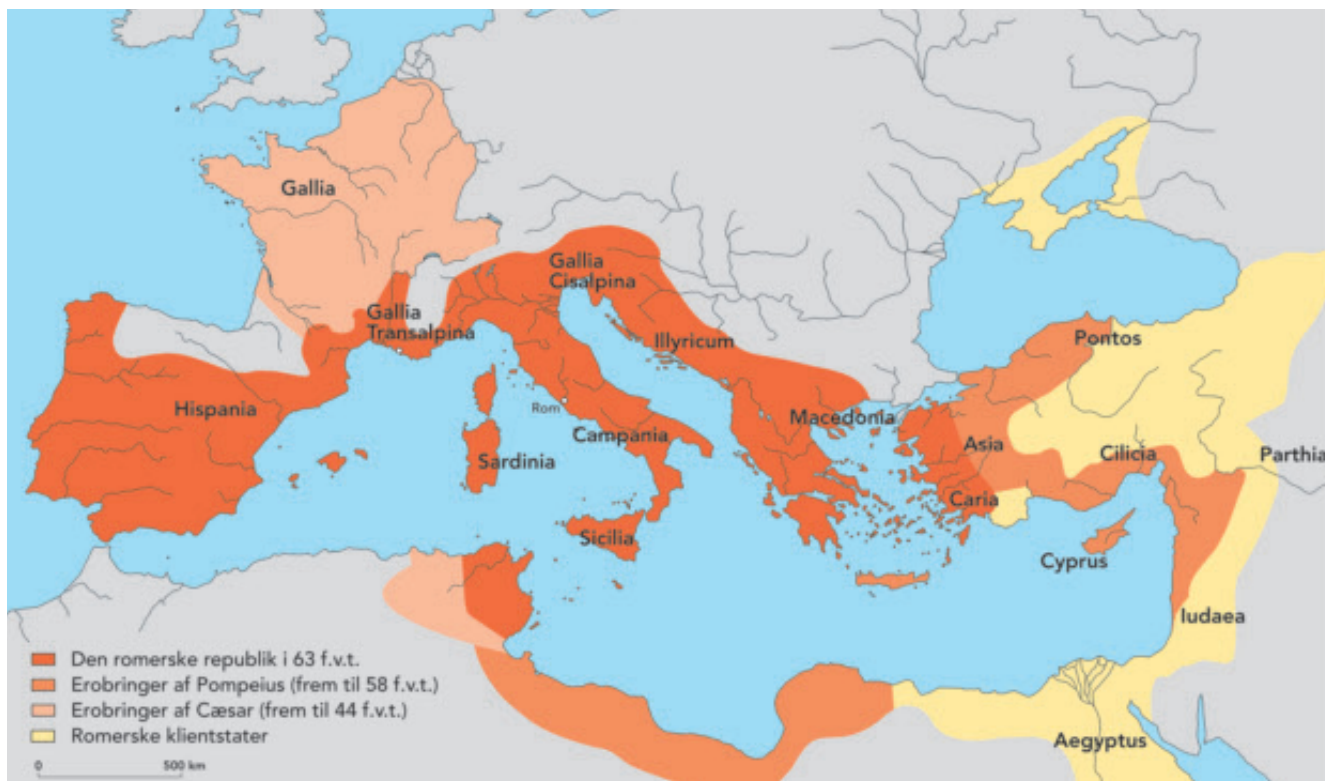 Gallia
Gallia
Cisalpina
Gallia
Transalpina
Illyricum
Pontos
Hispania
Rom
Campania
Macedonia
Asia
Cilicia
Parthia
Sardinia
Caria
Sicilia
Cyprus
Iudaea
Aegyptus
Den romerske republik i 63 f.v.t.
Erobringer af Pompeius (frem til 58 f.v.t.)
Erobringer af Cæsar (frem til 44 f.v.t.)
Romerske klientstater
0 500 km